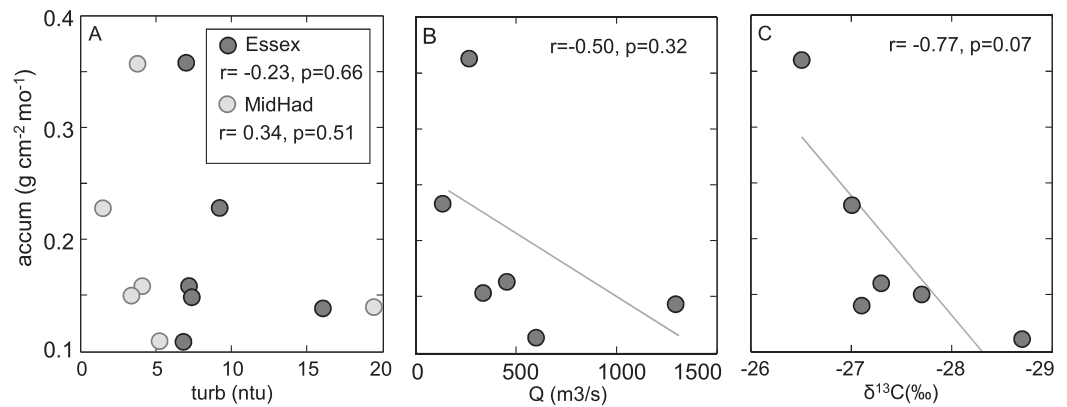 0.4
0.3
0.2
0.1
accum (g cm-2 mo-1)
A
Essex
r= -0.23, p=0.66
MidHad
r= 0.34, p=0.51
0 5 10 15 20
turb (ntu)
B
r=-0.50, p=0.32
0 500 1000 1500
Q (m3/s)
C
r= -0.77, p=0.07
-26 -27 -28 -29
δ13C(‰)